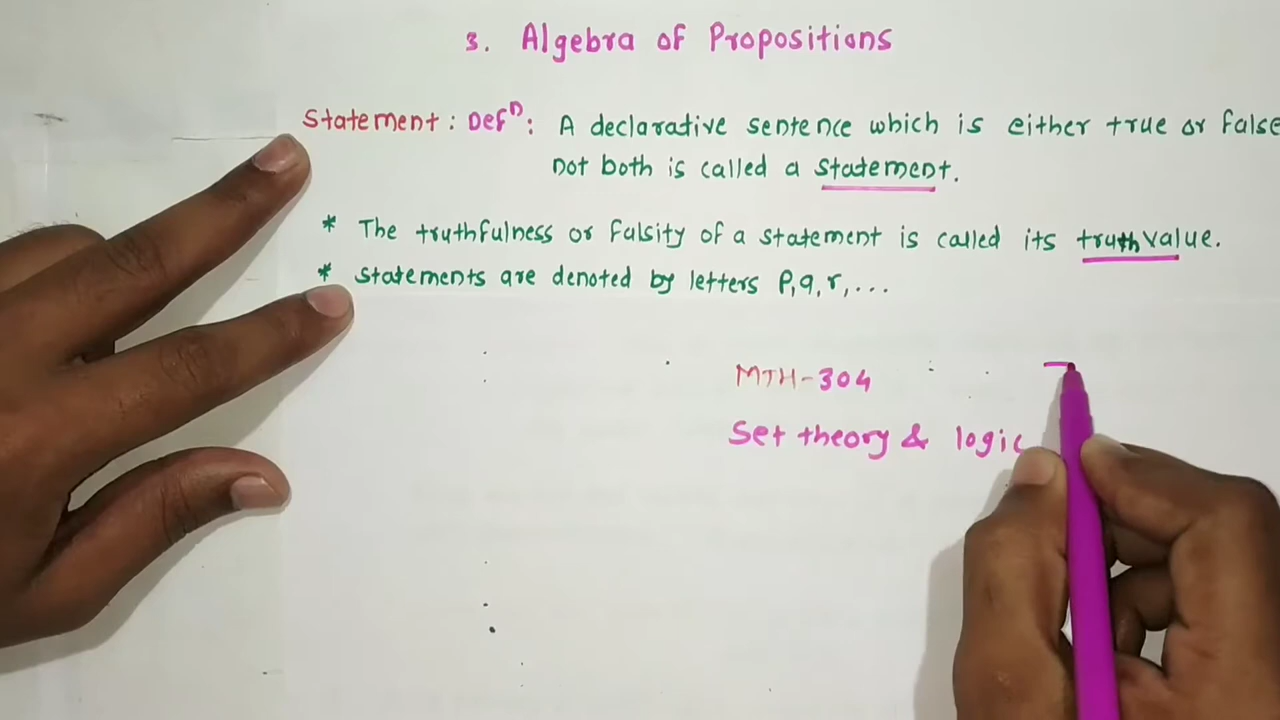 3. Algebra of Propositions
Statement : Defⁿ : A declarative sentence which is either true or false
not both is called a statement.
* The truthfulness or falsity of a statement is called its truth value.
* Statements are denoted by letters P, q, r, ...
MTH-304
Set theory & logic